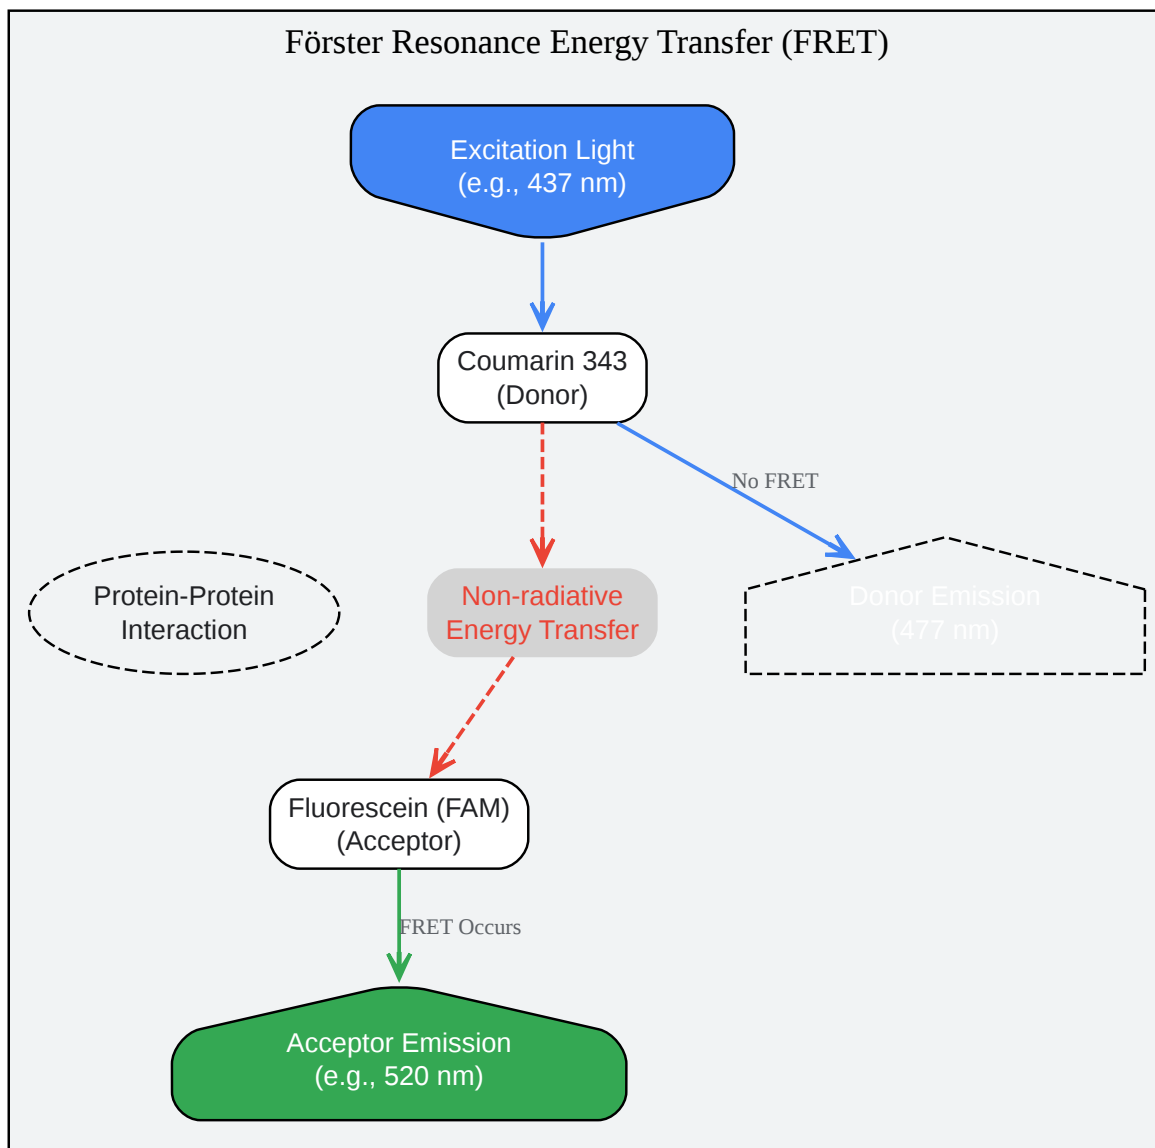 Förster Resonance Energy Transfer (FRET)
Excitation Light
(e.g., 437 nm)
Coumarin 343
(Donor)
No FRET
Protein-Protein
Interaction
Non-radiative
Energy Transfer
Donor Emission
(477 nm)
Fluorescein (FAM)
(Acceptor)
FRET Occurs
Acceptor Emission
(e.g., 520 nm)